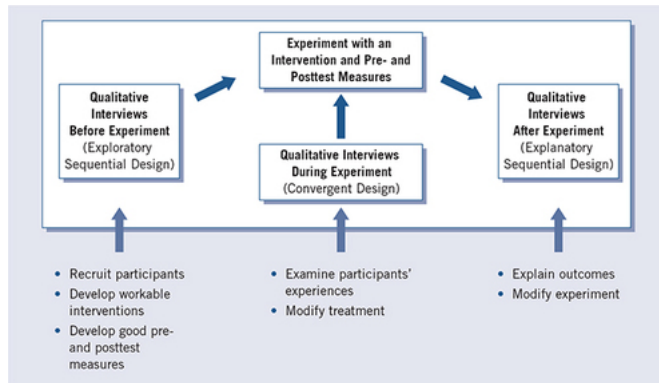 Experiment with an
Intervention and Pre- and
Posttest Measures
Qualitative
Interviews
Before Experiment
(Exploratory
Sequential Design)
Qualitative Interviews
During Experiment
(Convergent Design)
Qualitative
Interviews
After Experiment
(Explanatory
Sequential Design)
• Recruit participants
• Develop workable
interventions
• Develop good pre-
and posttest
measures
• Examine participants'
experiences
• Modify treatment
• Explain outcomes
• Modify experiment